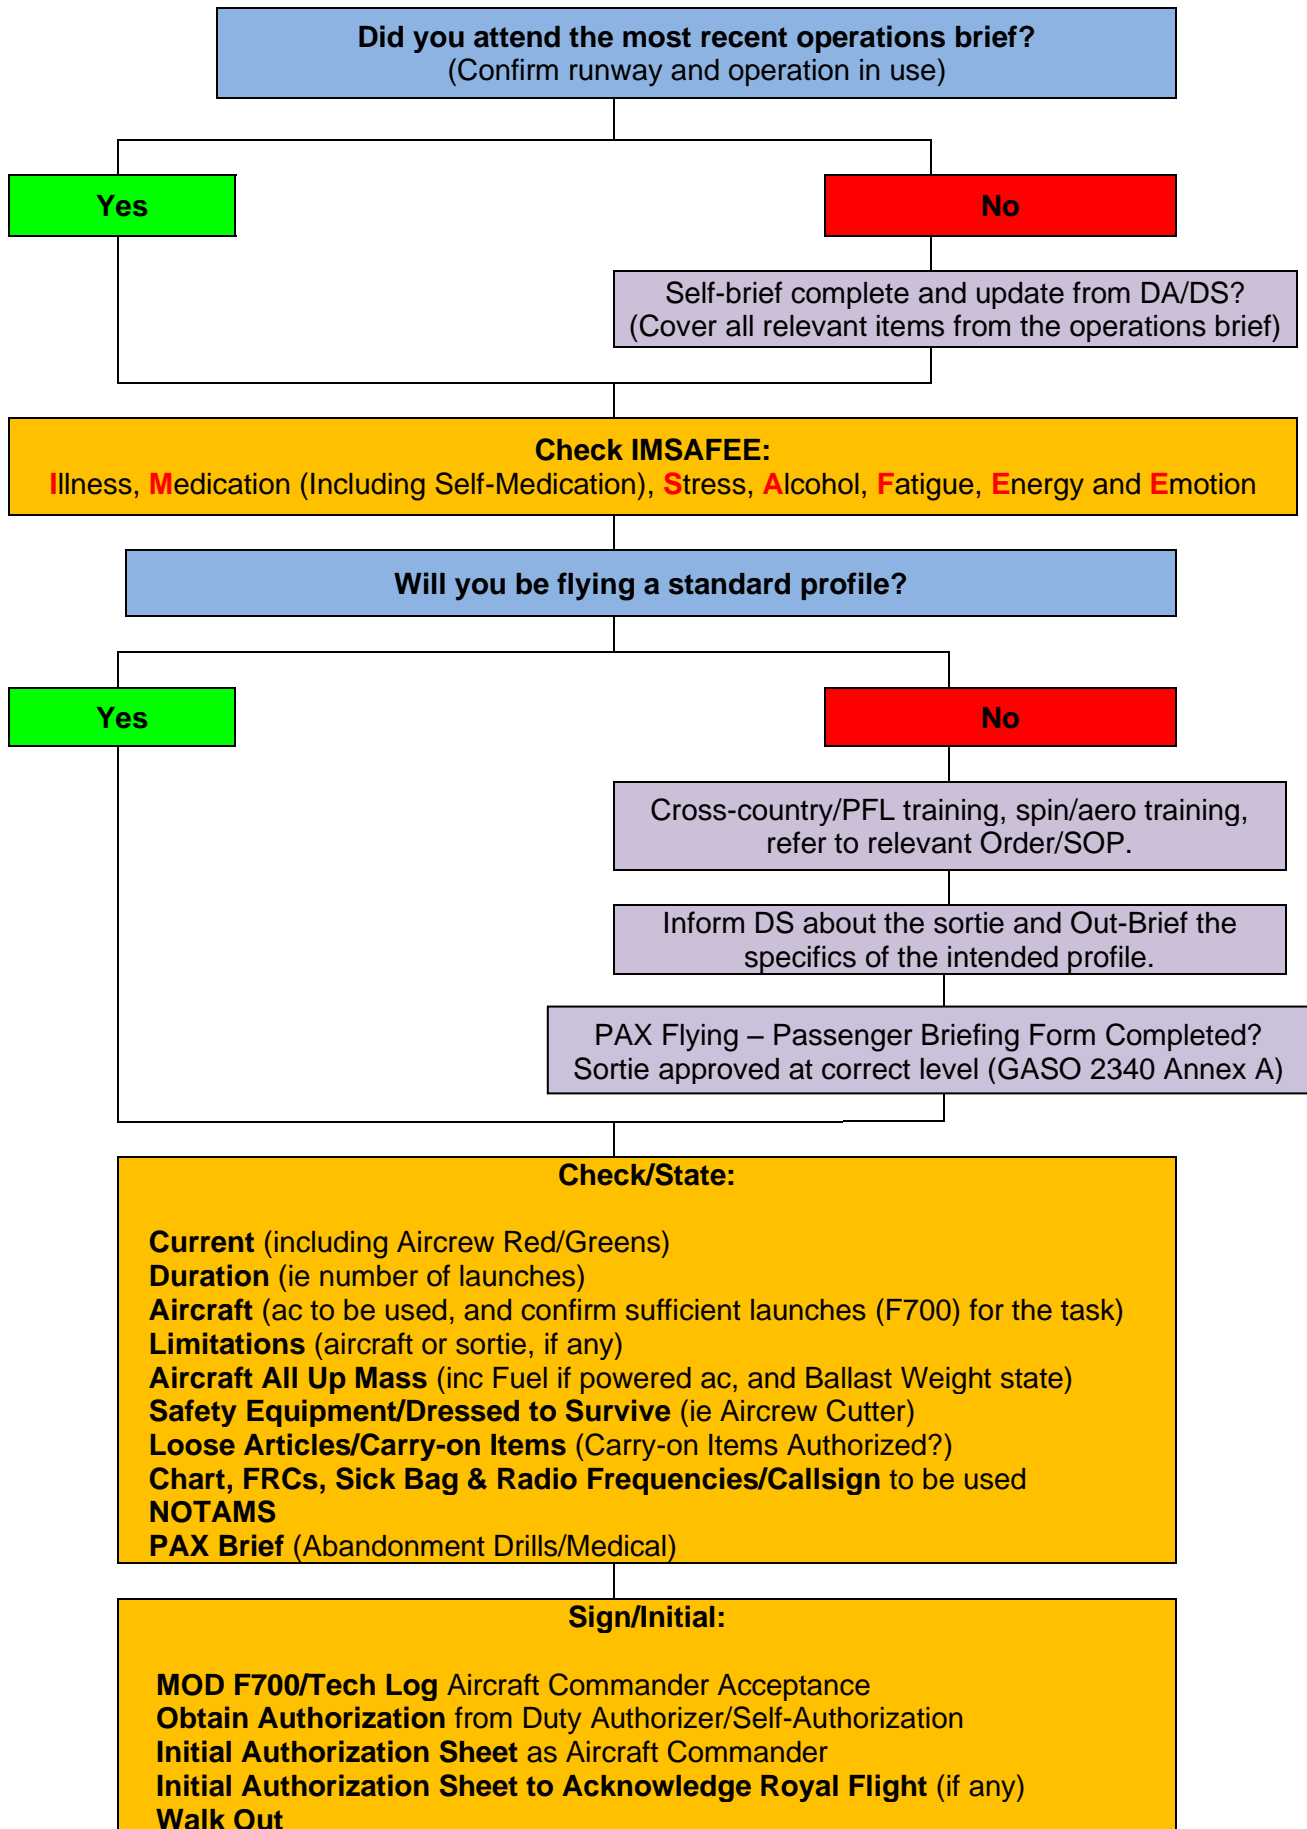 Did you attend the most recent operations brief?
(Confirm runway and operation in use)
Yes
No
Self-brief complete and update from DA/DS?
(Cover all relevant items from the operations brief)
Check IMSAFEE:
Illness, Medication (Including Self-Medication), Stress, Alcohol, Fatigue, Energy and Emotion
Will you be flying a standard profile?
Yes
No
Cross-country/PFL training, spin/aero training,
refer to relevant Order/SOP.
Inform DS about the sortie and Out-Brief the
specifics of the intended profile.
PAX Flying – Passenger Briefing Form Completed?
Sortie approved at correct level (GASO 2340 Annex A)
Check/State:
Current (including Aircrew Red/Greens)
Duration (ie number of launches)
Aircraft (ac to be used, and confirm sufficient launches (F700) for the task)
Limitations (aircraft or sortie, if any)
Aircraft All Up Mass (inc Fuel if powered ac, and Ballast Weight state)
Safety Equipment/Dressed to Survive (ie Aircrew Cutter)
Loose Articles/Carry-on Items (Carry-on Items Authorized?)
Chart, FRCs, Sick Bag & Radio Frequencies/Callsign to be used
NOTAMS
PAX Brief (Abandonment Drills/Medical)
Sign/Initial:
MOD F700/Tech Log Aircraft Commander Acceptance
Obtain Authorization from Duty Authorizer/Self-Authorization
Initial Authorization Sheet as Aircraft Commander
Initial Authorization Sheet to Acknowledge Royal Flight (if any)
Walk Out